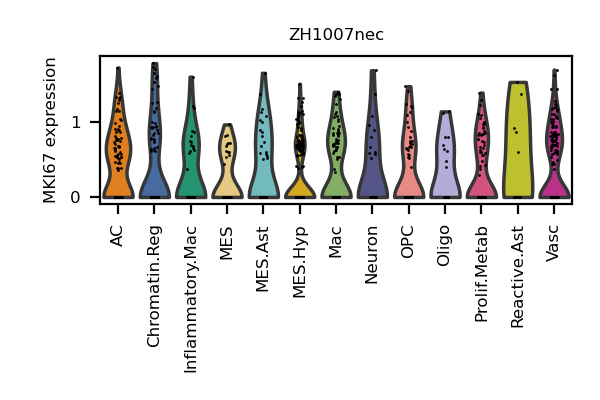 ZH1007nec
MKI67 expression
1
0
AC
Chromatin.Reg
Inflammatory.Mac
MES
MES.Ast
MES.Hyp
Mac
Neuron
OPC
Oligo
Prolif.Metab
Reactive.Ast
Vasc